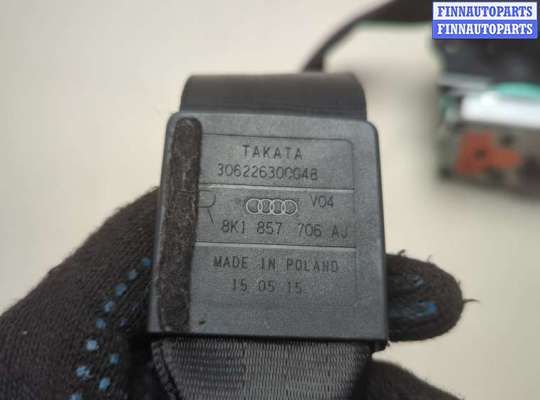 FINNAUTOPARTS
FINNAUTOPARTS
TAKATA
306226300048
R V04
8K1 857 706 AJ
MADE IN POLAND
15 05 15